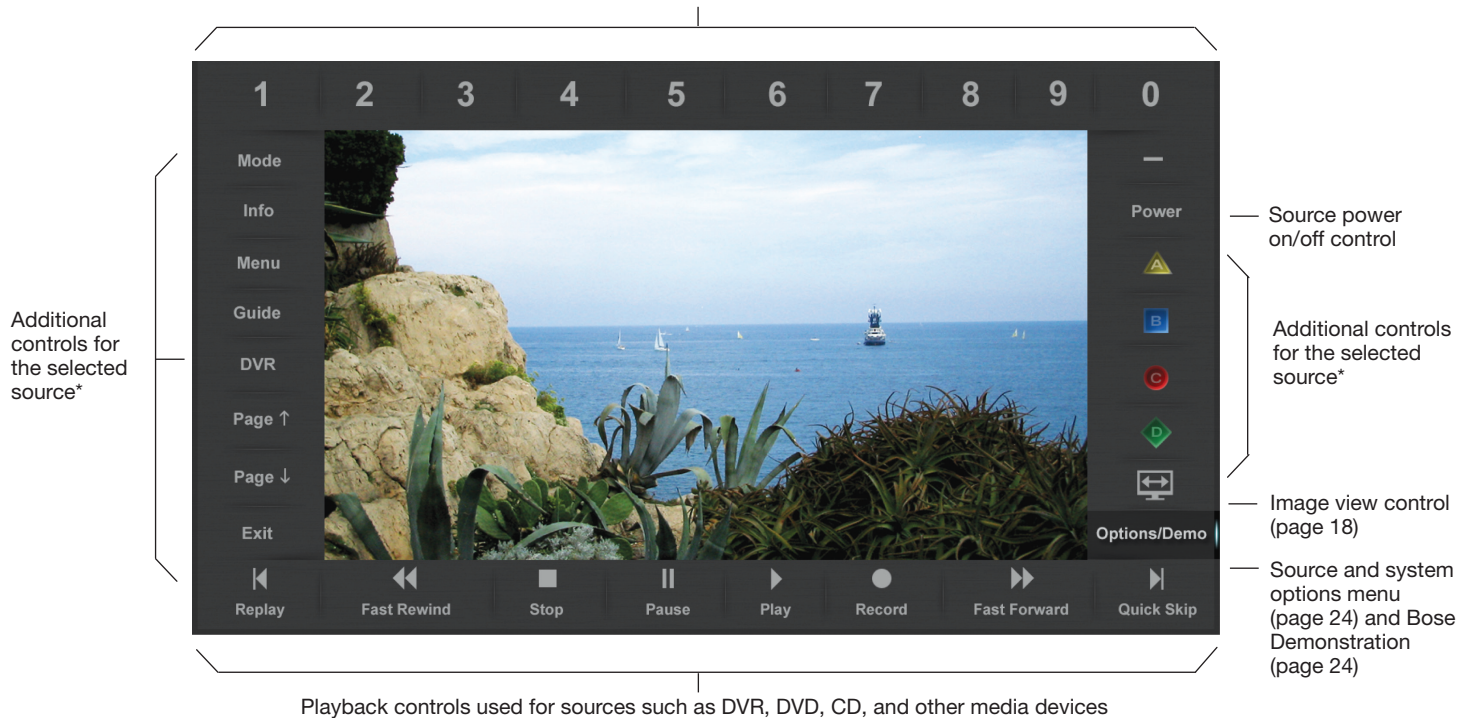 1 2 3 4 5 6 7 8 9 0
Mode
Info
Menu
Guide
DVR
Page ↑
Page ↓
Exit
–
Power
A
B
C
D
Options/Demo
Replay Fast Rewind Stop Pause Play Record Fast Forward Quick Skip
Additional
controls for
the selected
source*
Source power
on/off control
Additional controls
for the selected
source*
Image view control
(page 18)
Source and system
options menu
(page 24) and Bose
Demonstration
(page 24)
Playback controls used for sources such as DVR, DVD, CD, and other media devices